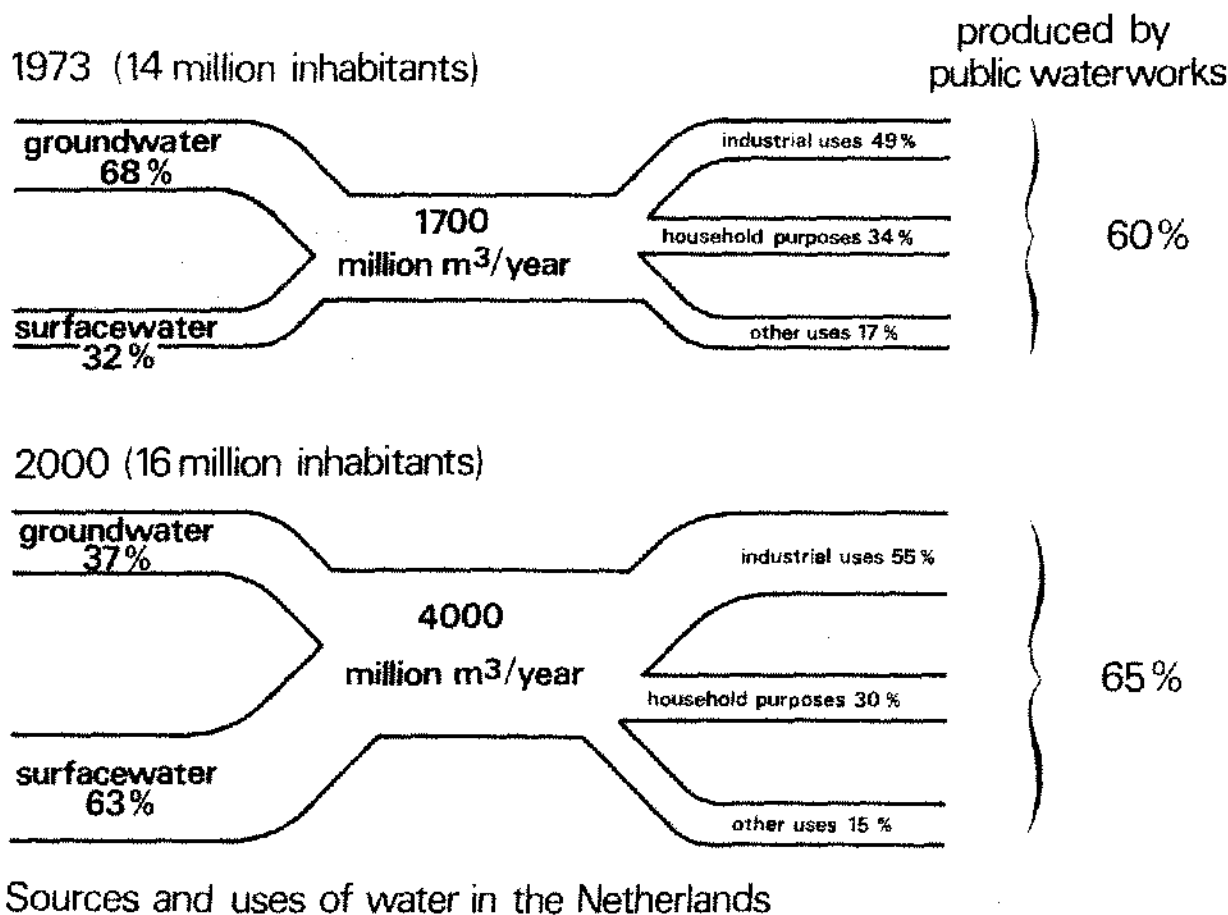 produced by
public waterworks
1973 (14 million inhabitants)
groundwater
68%
surfacewater
32%
1700
million m³/year
industrial uses 49%
household purposes 34%
other uses 17%
60%
2000 (16 million inhabitants)
groundwater
37%
surfacewater
63%
4000
million m³/year
industrial uses 55%
household purposes 30%
other uses 15%
65%
Sources and uses of water in the Netherlands